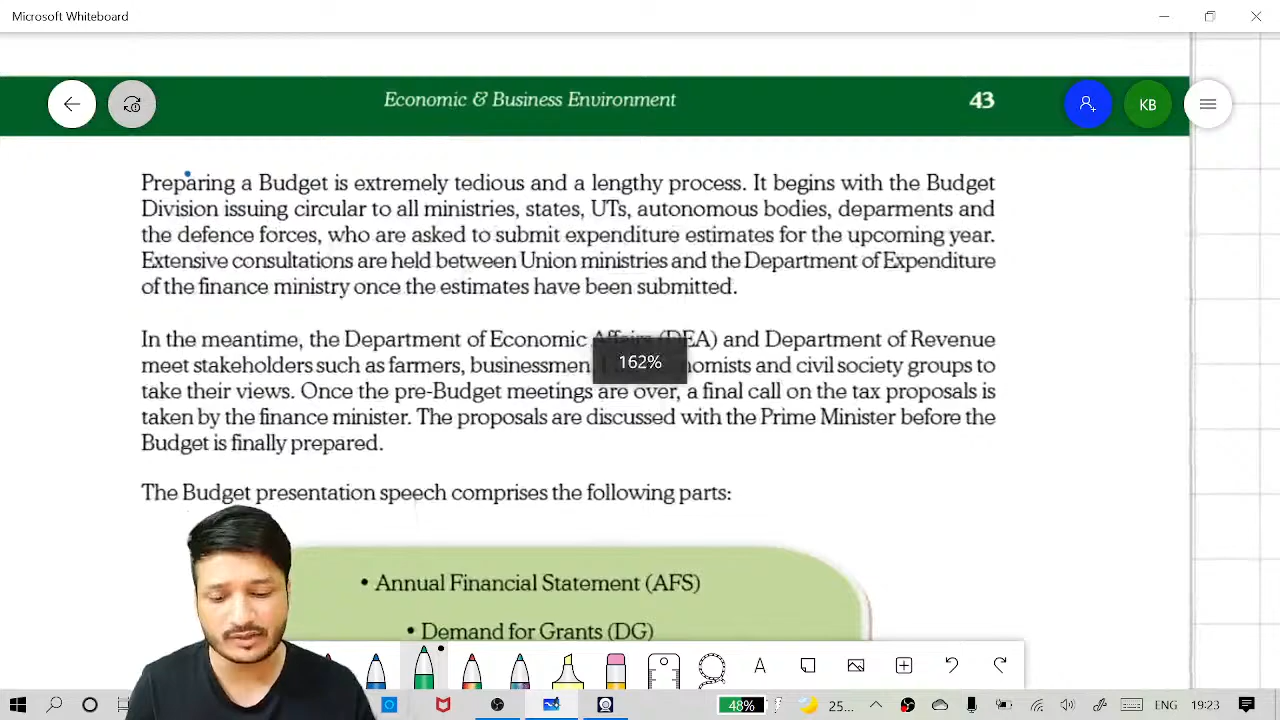 Microsoft Whiteboard
Economic & Business Environment 43
KB
Preparing a Budget is extremely tedious and a lengthy process. It begins with the Budget
Division issuing circular to all ministries, states, UTs, autonomous bodies, deparments and
the defence forces, who are asked to submit expenditure estimates for the upcoming year.
Extensive consultations are held between Union ministries and the Department of Expenditure
of the finance ministry once the estimates have been submitted.
In the meantime, the Department of Economic Affairs (DEA) and Department of Revenue
meet stakeholders such as farmers, businessmen, and civil society groups to
162%
take their views. Once the pre-Budget meetings are over, a final call on the tax proposals is
taken by the finance minister. The proposals are discussed with the Prime Minister before the
Budget is finally prepared.
The Budget presentation speech comprises the following parts:
• Annual Financial Statement (AFS)
• Demand for Grants (DG)
A
48%
25...
ENG
19:23